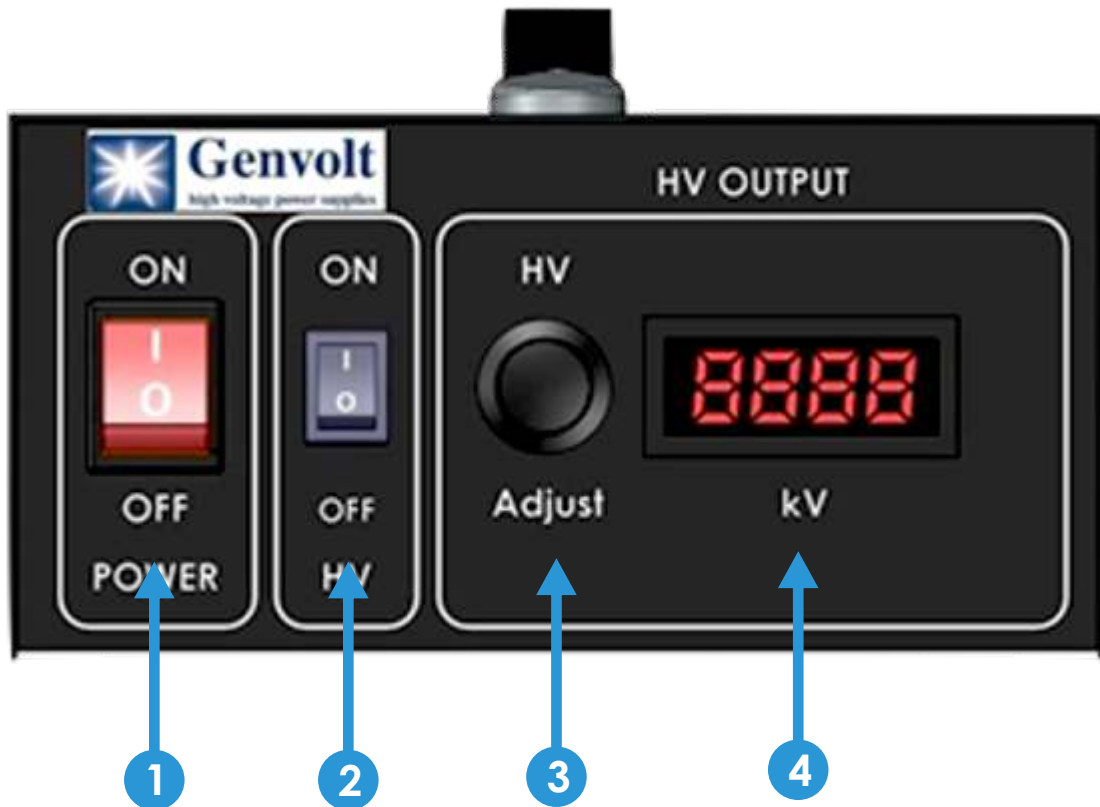 Genvolt
high voltage power supplies
HV OUTPUT
ON
I
O
OFF
POWER
ON
I
O
OFF
HV
HV
Adjust
8888
kV
1
2
3
4